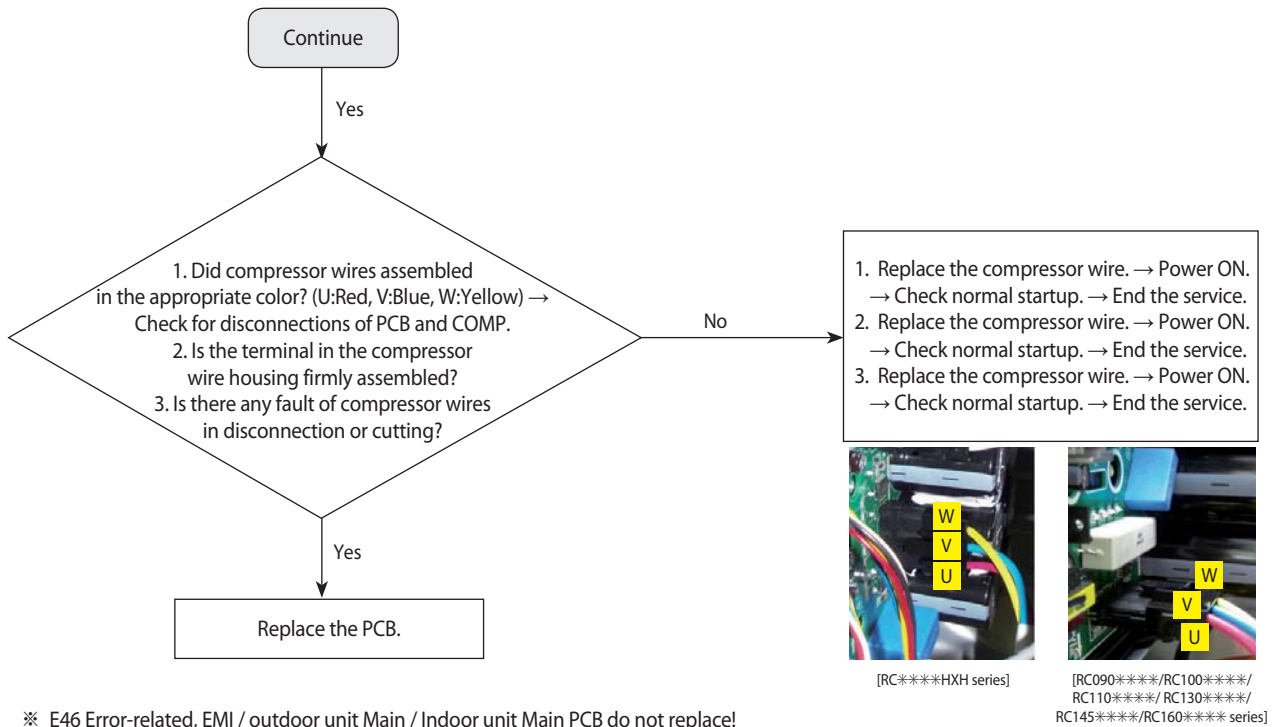 Continue
Yes
1. Did compressor wires assembled
in the appropriate color? (U:Red, V:Blue, W:Yellow) →
Check for disconnections of PCB and COMP.
2. Is the terminal in the compressor
wire housing firmly assembled?
3. Is there any fault of compressor wires
in disconnection or cutting?
No
1. Replace the compressor wire. → Power ON.
→ Check normal startup. → End the service.
2. Replace the compressor wire. → Power ON.
→ Check normal startup. → End the service.
3. Replace the compressor wire. → Power ON.
→ Check normal startup. → End the service.
W
V
U
[RC✳✳✳✳HXH series]
W
V
U
[RC090✳✳✳✳/RC100✳✳✳✳/
RC110✳✳✳✳/ RC130✳✳✳✳/
RC145✳✳✳✳/RC160✳✳✳✳ series]
Yes
Replace the PCB.
※ E46 Error-related, EMI / outdoor unit Main / Indoor unit Main PCB do not replace!